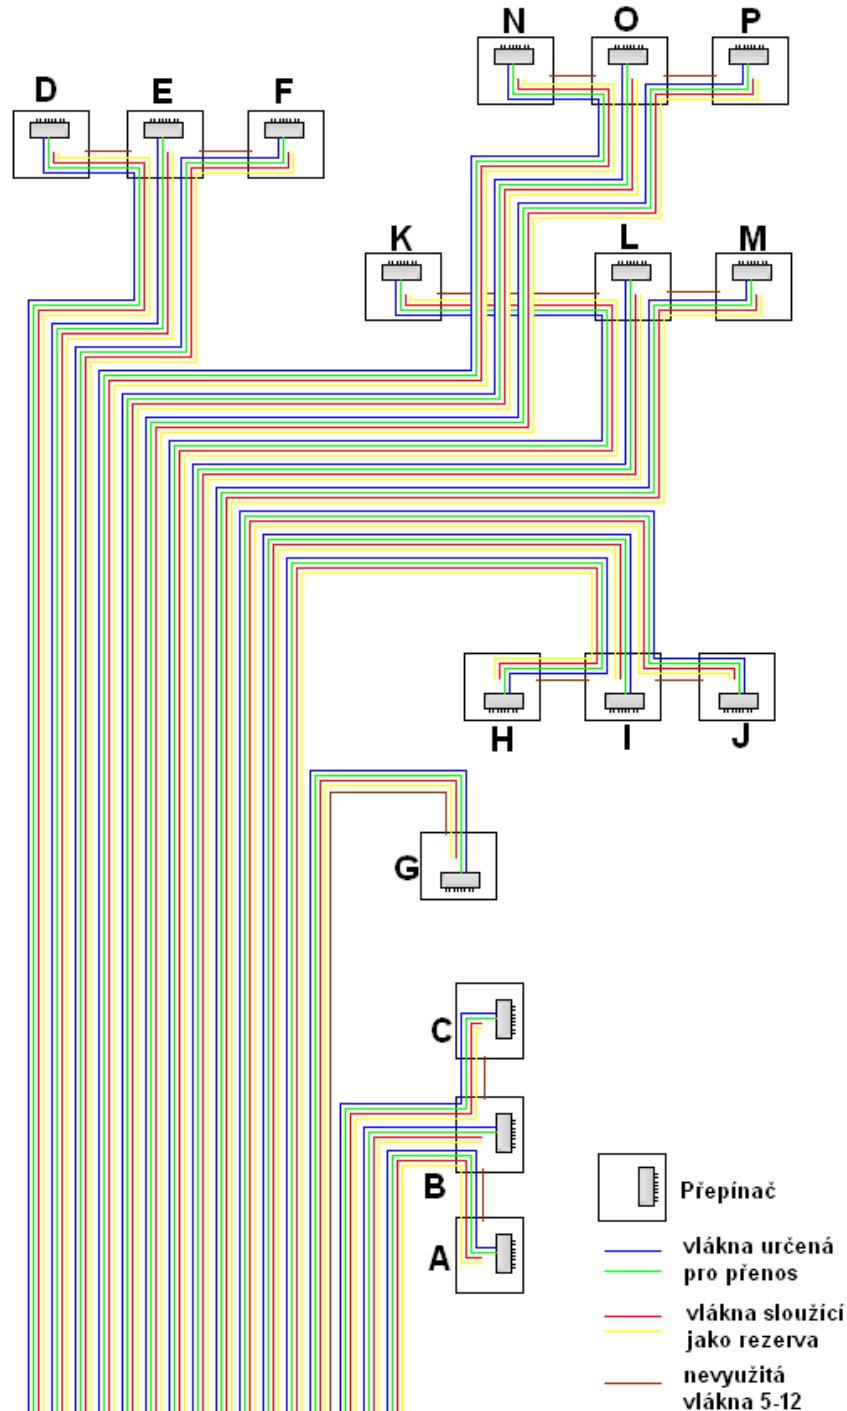 N O P
D E F
K L M
H I J
G
C
B
A
Přepínač
vlákna určená
pro přenos
vlákna sloužící
jako rezerva
nevyužitá
vlákna 5-12